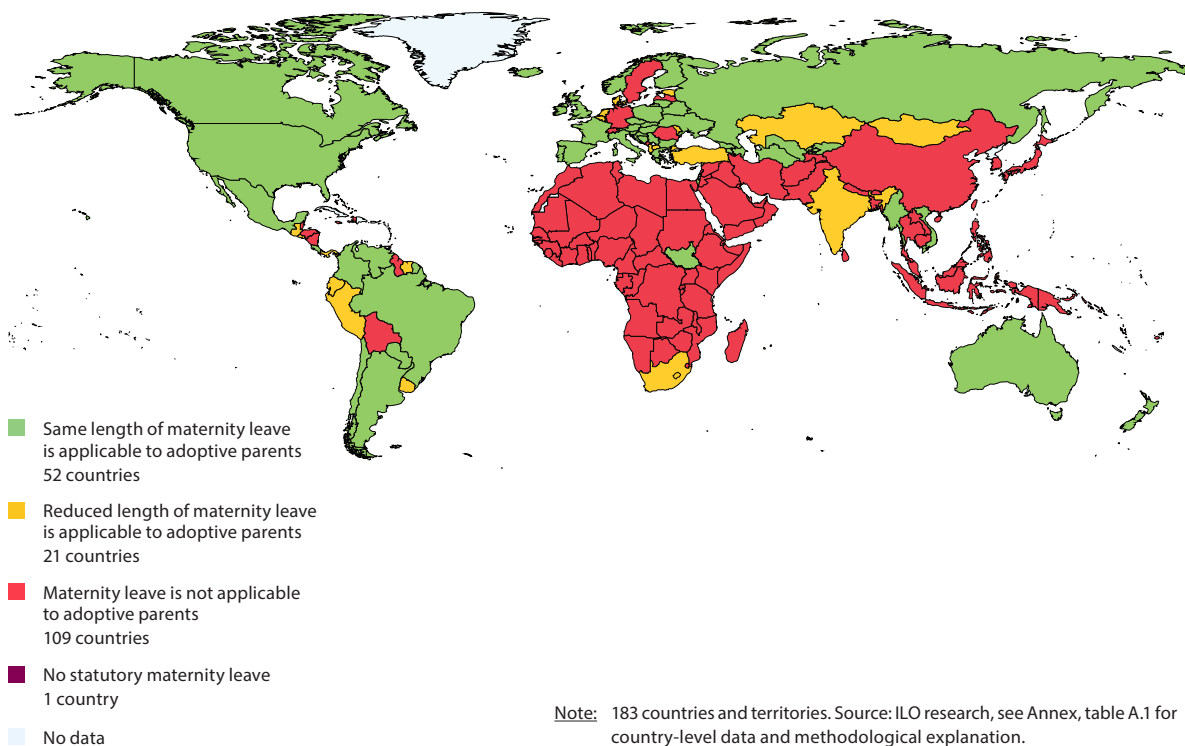 Same length of maternity leave
is applicable to adoptive parents
52 countries
Reduced length of maternity leave
is applicable to adoptive parents
21 countries
Maternity leave is not applicable
to adoptive parents
109 countries
No statutory maternity leave
1 country
No data
Note: 183 countries and territories. Source: ILO research, see Annex, table A.1 for
country-level data and methodological explanation.